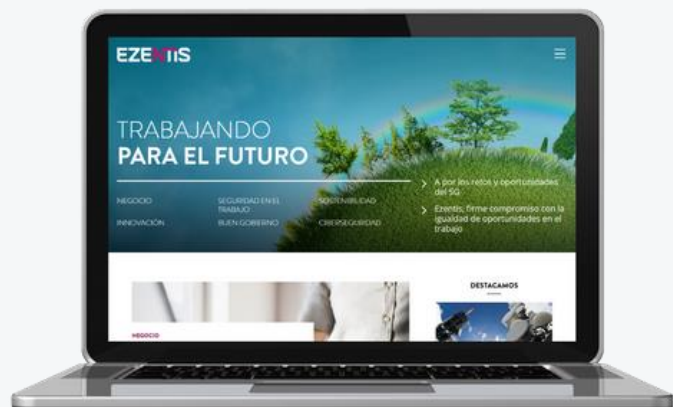 EZENTIS
TRABAJANDO
PARA EL FUTURO
NEGOCIO
SEGURIDAD EN EL
TRABAJO
SOSTENIBILIDAD
INNOVACIÓN
BUEN GOBIERNO
CIBERSEGURIDAD
A por los retos y oportunidades
del 5G
Ezentis, firme compromiso con la
igualdad de oportunidades en el
trabajo
DESTACAMOS
NEGOCIO